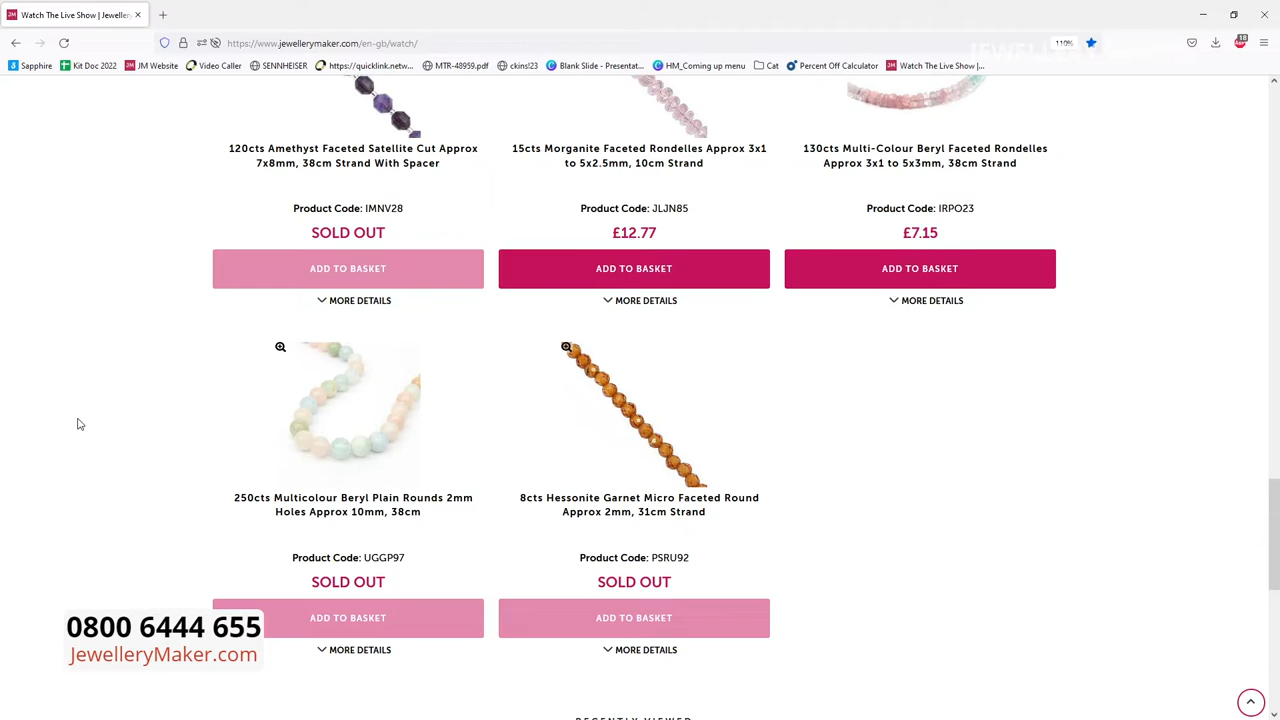 Watch The Live Show | Jeweller
https://www.jewellerymaker.com/en-gb/watch/
110%
18
Sapphire
Kit Doc 2022
JM Website
Video Caller
SENNHEISER
https://quicklink.netw...
MTR-48959.pdf
ckins!23
Blank Slide - Presentat...
HM_Coming up menu
Cat
Percent Off Calculator
Watch The Live Show |...
120cts Amethyst Faceted Satellite Cut Approx
7x8mm, 38cm Strand With Spacer
Product Code: IMNV28
SOLD OUT
ADD TO BASKET
MORE DETAILS
15cts Morganite Faceted Rondelles Approx 3x1
to 5x2.5mm, 10cm Strand
Product Code: JLJN85
£12.77
ADD TO BASKET
MORE DETAILS
130cts Multi-Colour Beryl Faceted Rondelles
Approx 3x1 to 5x3mm, 38cm Strand
Product Code: IRPO23
£7.15
ADD TO BASKET
MORE DETAILS
250cts Multicolour Beryl Plain Rounds 2mm
Holes Approx 10mm, 38cm
Product Code: UGGP97
SOLD OUT
ADD TO BASKET
MORE DETAILS
8cts Hessonite Garnet Micro Faceted Round
Approx 2mm, 31cm Strand
Product Code: PSRU92
SOLD OUT
ADD TO BASKET
MORE DETAILS
0800 6444 655
JewelleryMaker.com
RECENTLY VIEWED